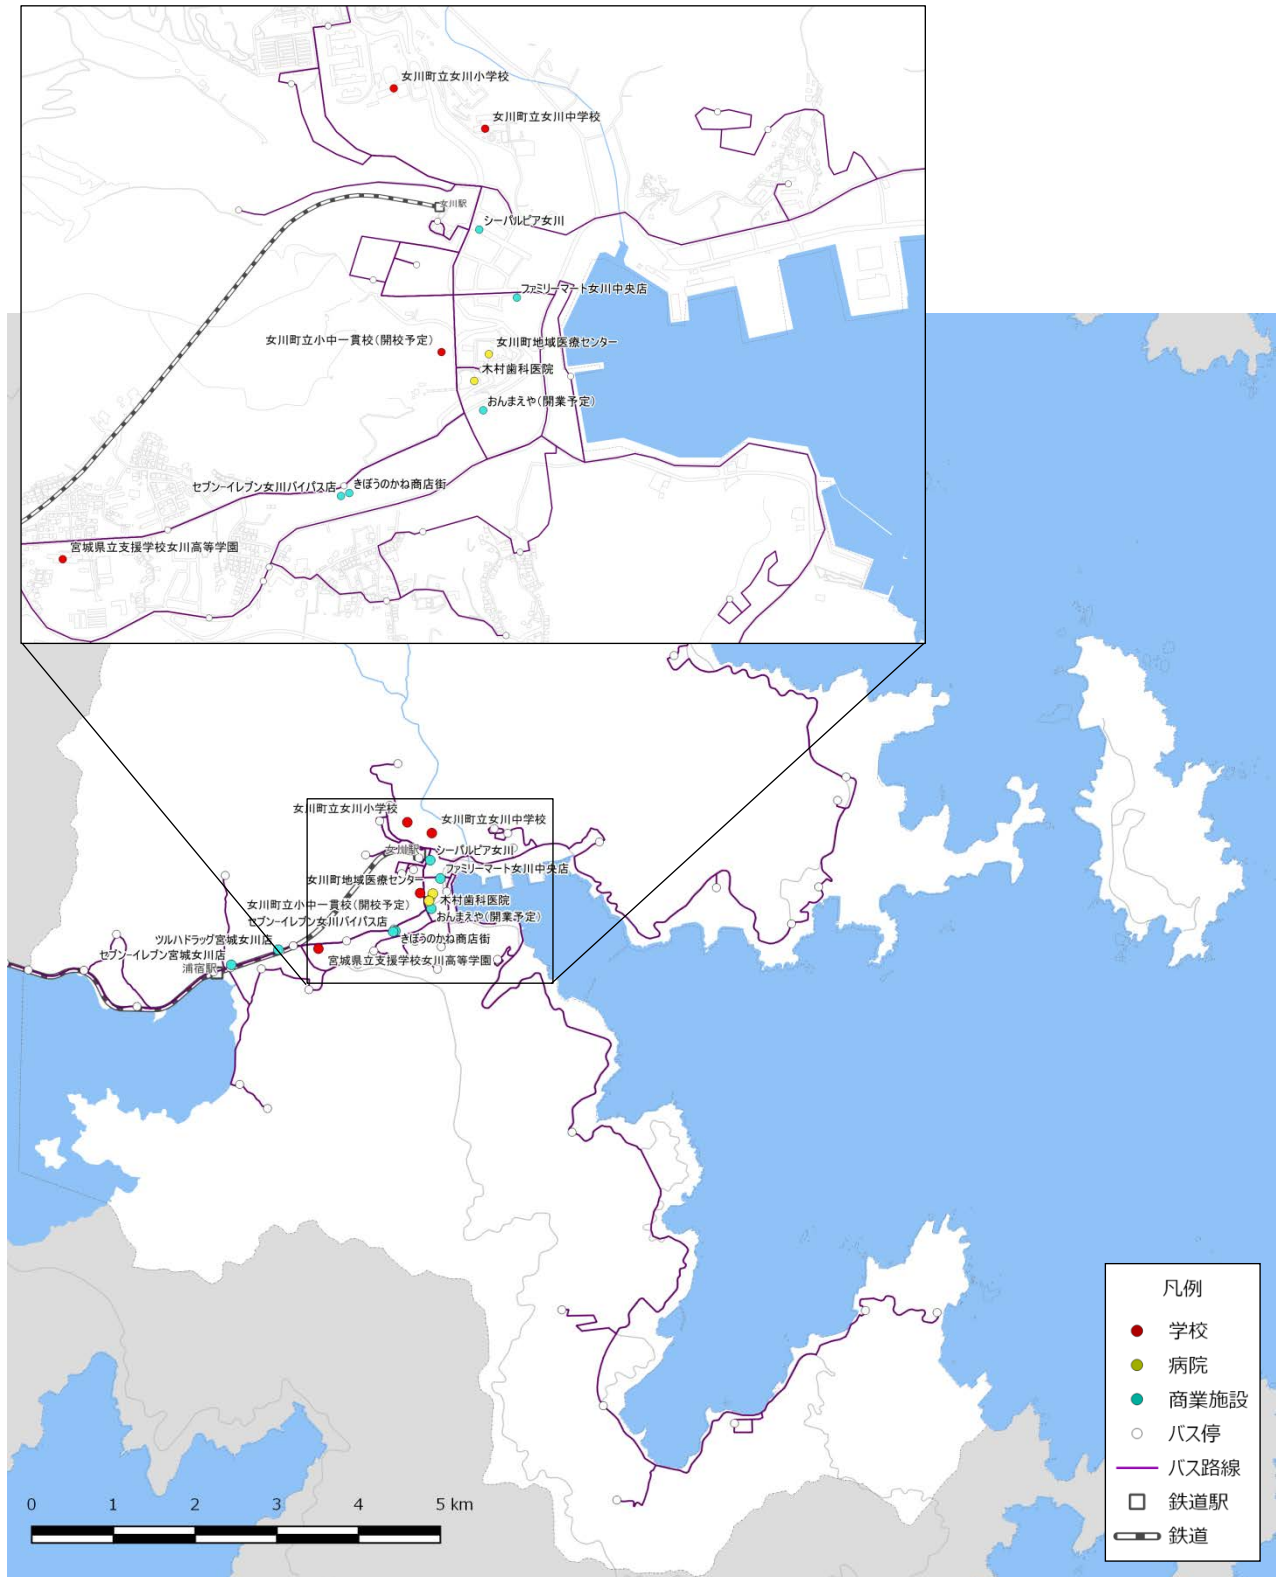 女川町立女川小学校
女川町立女川中学校
女川駅
シーパルピア女川
ファミリーマート女川中央店
女川町立小中一貫校(開校予定)
女川町地域医療センター
木村歯科医院
おんまえや(開業予定)
セブン-イレブン女川バイパス店
きぼうのかね商店街
宮城県立支援学校女川高等学園
女川町立女川小学校
女川町立女川中学校
女川駅
シーパルピア女川
ファミリーマート女川中央店
女川町地域医療センター
女川町立小中一貫校(開校予定)
木村歯科医院
おんまえや(開業予定)
セブン-イレブン女川バイパス店
きぼうのかね商店街
ツルハドラッグ宮城女川店
セブン-イレブン宮城女川店
宮城県立支援学校女川高等学園
浦宿駅
凡例
学校
病院
商業施設
バス停
バス路線
鉄道駅
鉄道
0 1 2 3 4 5 km